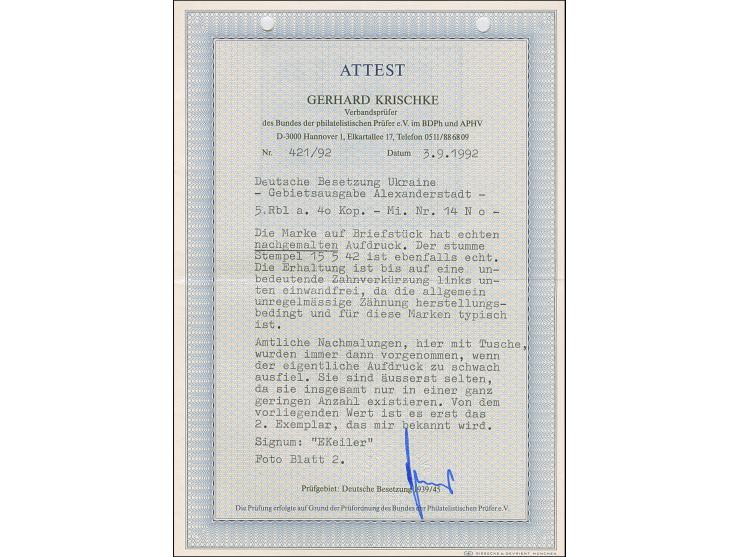 ATTEST
GERHARD KRISCHKE
Verbandsprüfer
des Bundes der philatelistischen Prüfer e.V. im BDPh und APHV
D-3000 Hannover 1, Elkartallee 17, Telefon 0511/886809
Nr. 421/92 Datum 3.9.1992
Deutsche Besetzung Ukraine
- Gebietsausgabe Alexanderstadt -
5.Rbl a. 4o Kop. - Mi. Nr. 14 N o -
Die Marke auf Briefstück hat echten
nachgemalten Aufdruck. Der stumme
Stempel 15 5 42 ist ebenfalls echt.
Die Erhaltung ist bis auf eine un-
bedeutende Zahnverkürzung links un-
ten einwandfrei, da die allgemein
unregelmässige Zähnung herstellungs-
bedingt und für diese Marken typisch
ist.
Amtliche Nachmalungen, hier mit Tusche,
wurden immer dann vorgenommen, wenn
der eigentliche Aufdruck zu schwach
ausfiel. Sie sind äusserst selten,
da sie insgesamt nur in einer ganz
geringen Anzahl existieren. Von dem
vorliegenden Wert ist es erst das
2. Exemplar, das mir bekannt wird.
Signum: "EKeiler"
Foto Blatt 2.
Prüfgebiet: Deutsche Besetzung 1939/45
Die Prüfung erfolgte auf Grund der Prüfordnung des Bundes der Philatelistischen Prüfer e.V.
GIESECKE & DEVRIENT MÜNCHEN